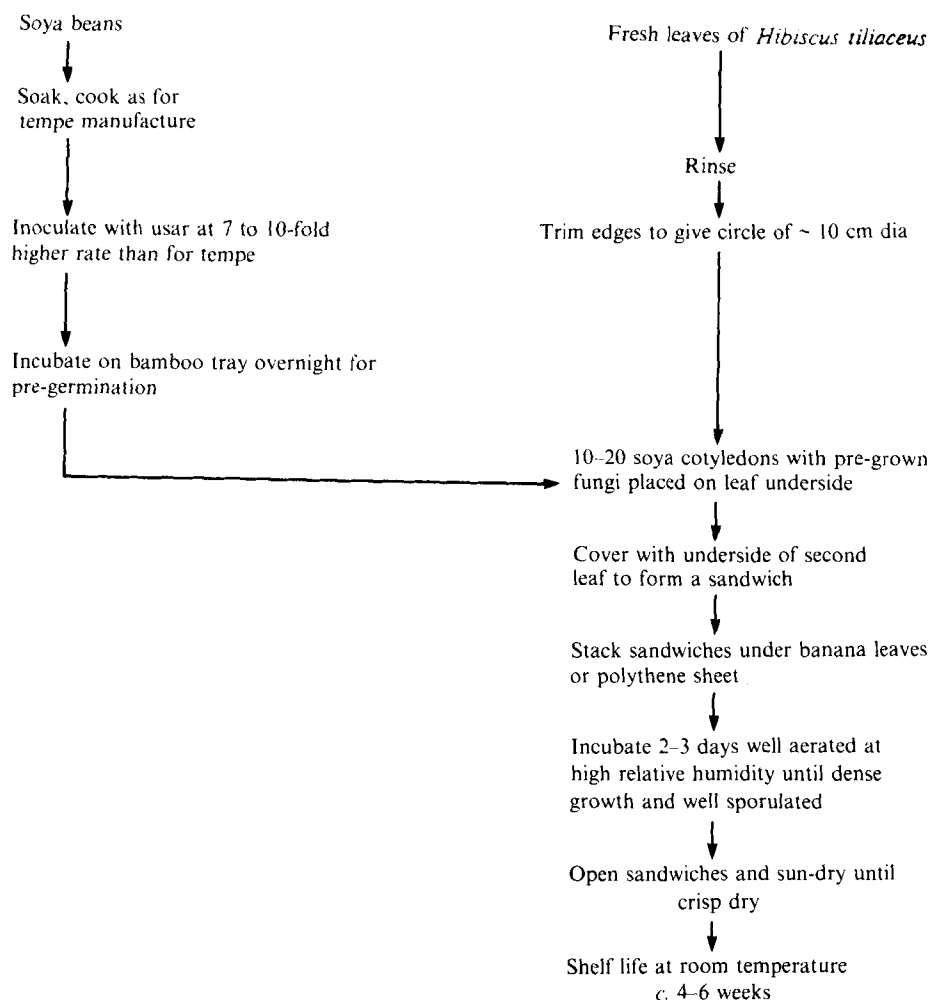 Soya beans
Soak, cook as for
tempe manufacture
Inoculate with usar at 7 to 10-fold
higher rate than for tempe
Incubate on bamboo tray overnight for
pre-germination
Fresh leaves of Hibiscus tiliaceus
Rinse
Trim edges to give circle of ~ 10 cm dia
10–20 soya cotyledons with pre-grown
fungi placed on leaf underside
Cover with underside of second
leaf to form a sandwich
Stack sandwiches under banana leaves
or polythene sheet
Incubate 2–3 days well aerated at
high relative humidity until dense
growth and well sporulated
Open sandwiches and sun-dry until
crisp dry
Shelf life at room temperature
c. 4–6 weeks